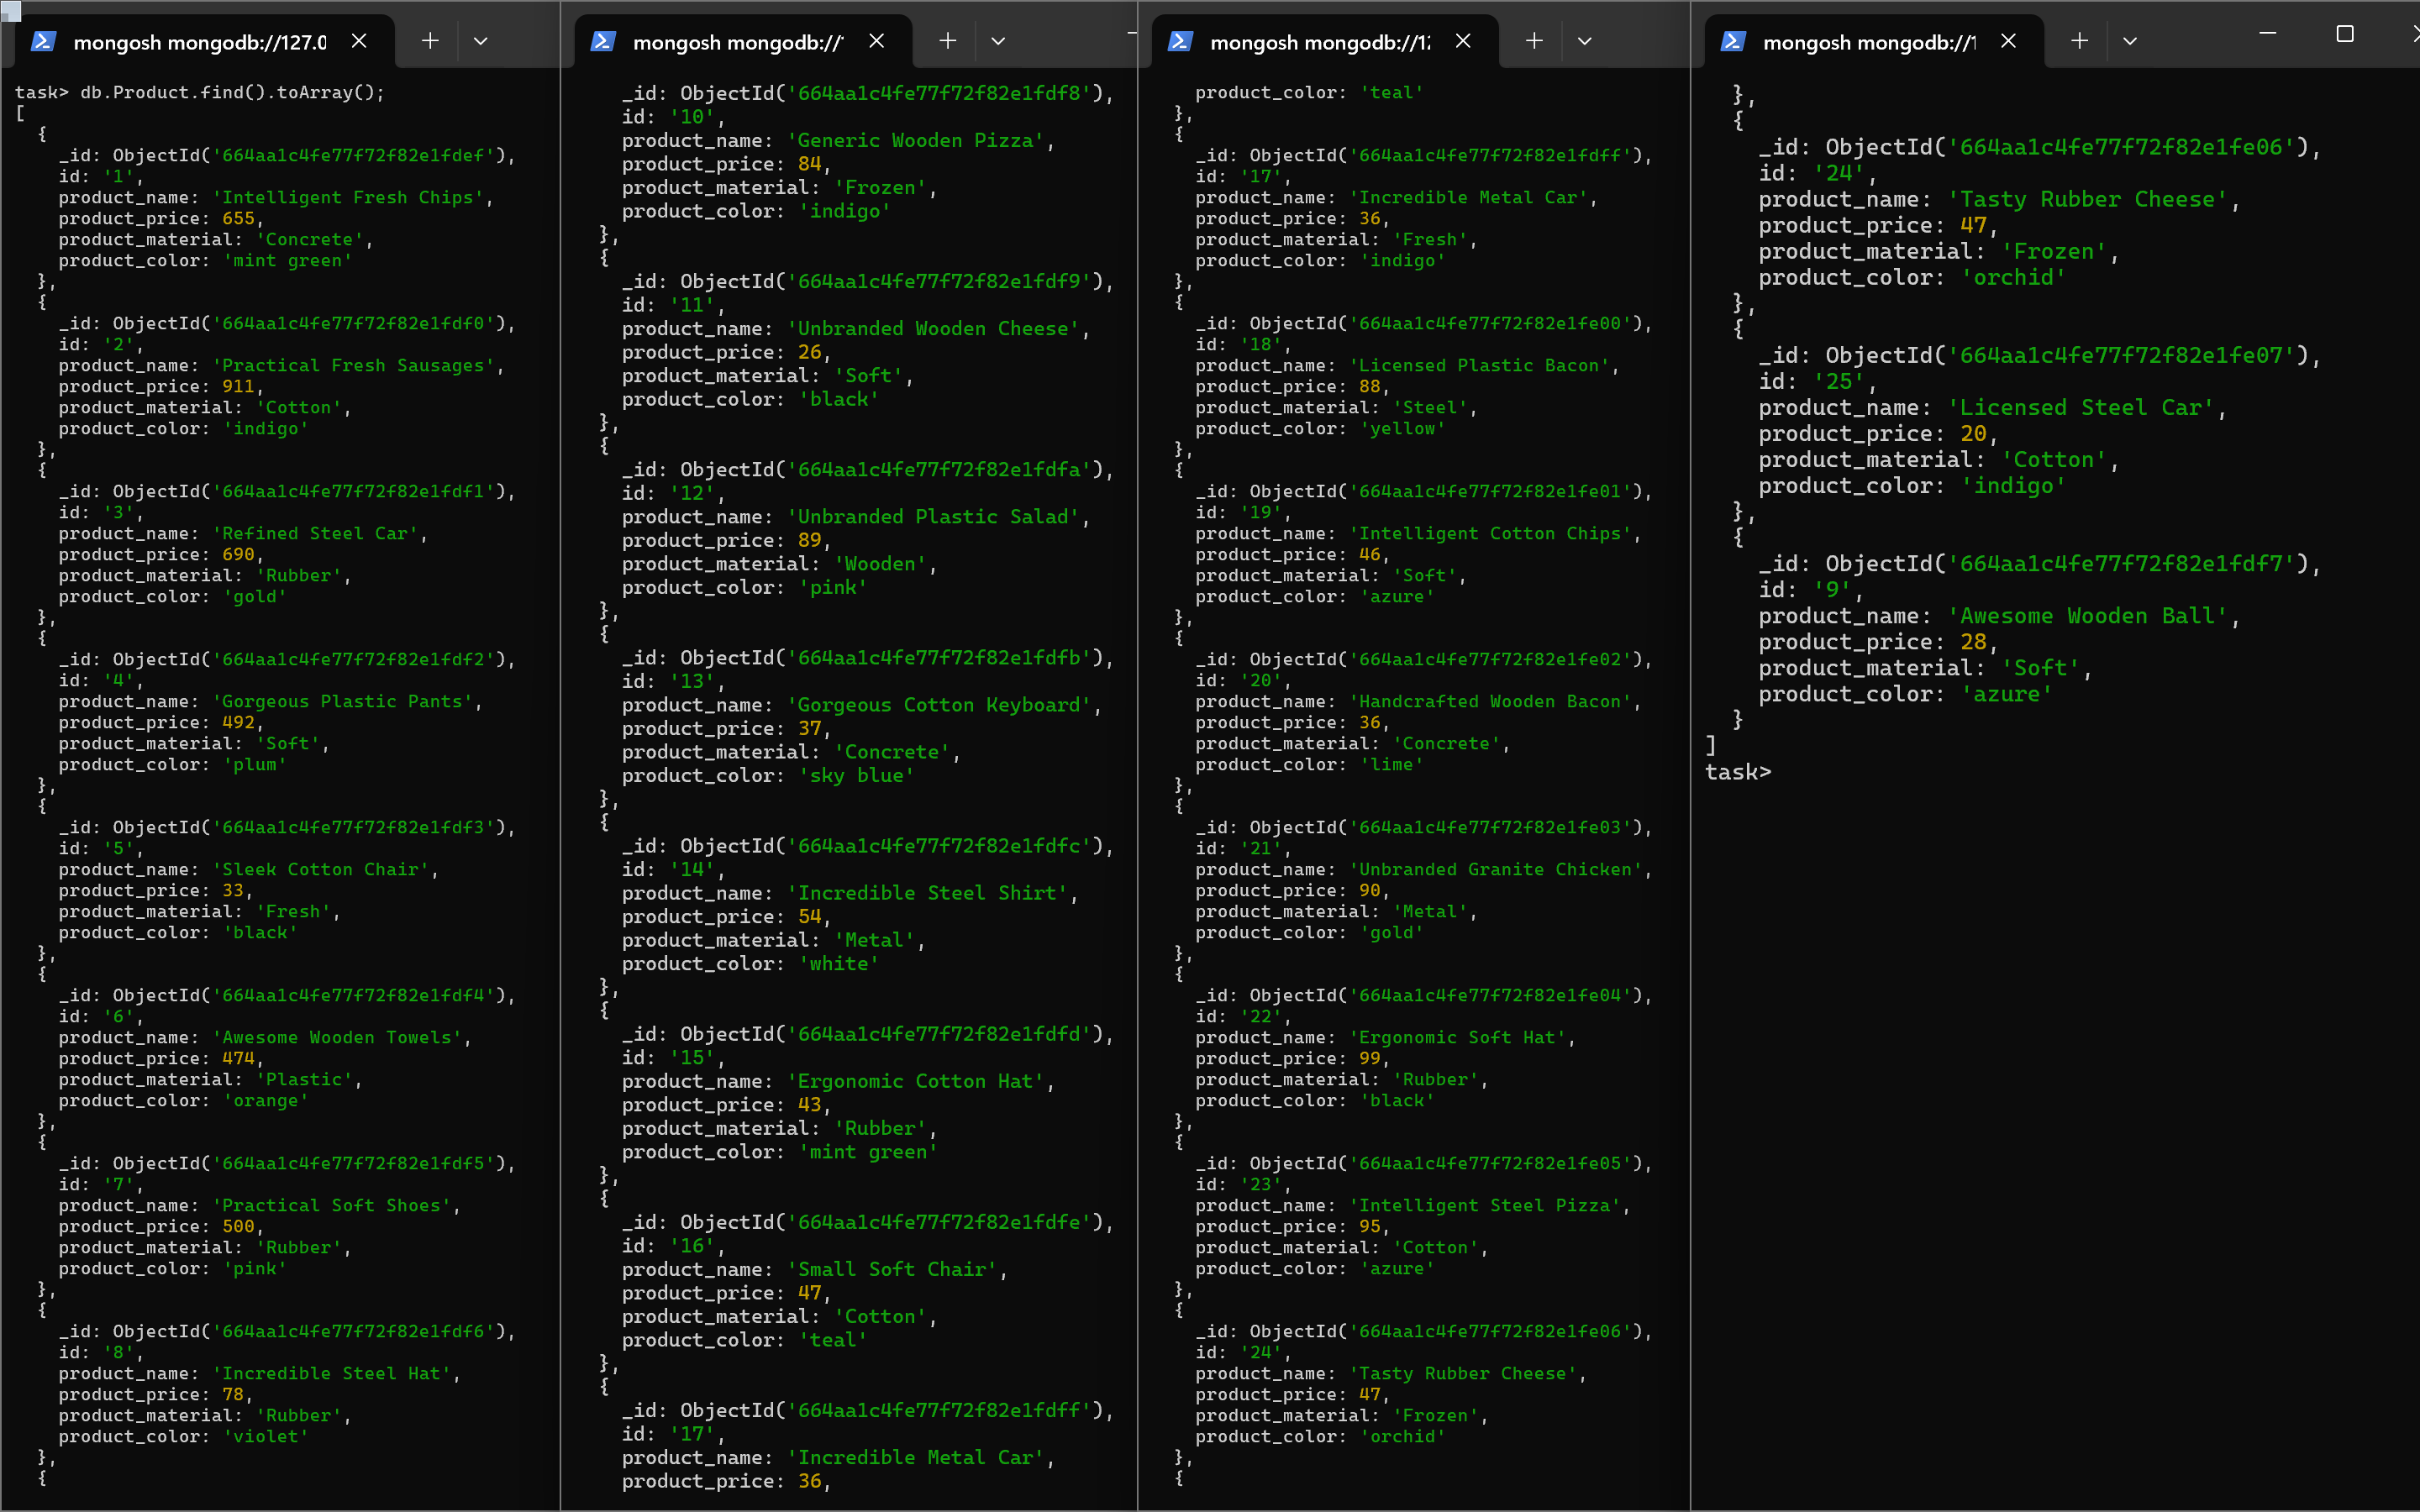 mongosh mongodb://127.0
task> db.Product.find().toArray();
[
{
_id: ObjectId('664aa1c4fe77f72f82e1fdef'),
id: '1',
product_name: 'Intelligent Fresh Chips',
product_price: 655,
product_material: 'Concrete',
product_color: 'mint green'
},
{
_id: ObjectId('664aa1c4fe77f72f82e1fdf0'),
id: '2',
product_name: 'Practical Fresh Sausages',
product_price: 911,
product_material: 'Cotton',
product_color: 'indigo'
},
{
_id: ObjectId('664aa1c4fe77f72f82e1fdf1'),
id: '3',
product_name: 'Refined Steel Car',
product_price: 690,
product_material: 'Rubber',
product_color: 'gold'
},
{
_id: ObjectId('664aa1c4fe77f72f82e1fdf2'),
id: '4',
product_name: 'Gorgeous Plastic Pants',
product_price: 492,
product_material: 'Soft',
product_color: 'plum'
},
{
_id: ObjectId('664aa1c4fe77f72f82e1fdf3'),
id: '5',
product_name: 'Sleek Cotton Chair',
product_price: 33,
product_material: 'Fresh',
product_color: 'black'
},
{
_id: ObjectId('664aa1c4fe77f72f82e1fdf4'),
id: '6',
product_name: 'Awesome Wooden Towels',
product_price: 474,
product_material: 'Plastic',
product_color: 'orange'
},
{
_id: ObjectId('664aa1c4fe77f72f82e1fdf5'),
id: '7',
product_name: 'Practical Soft Shoes',
product_price: 500,
product_material: 'Rubber',
product_color: 'pink'
},
{
_id: ObjectId('664aa1c4fe77f72f82e1fdf6'),
id: '8',
product_name: 'Incredible Steel Hat',
product_price: 78,
product_material: 'Rubber',
product_color: 'violet'
},
{
mongosh mongodb://
_id: ObjectId('664aa1c4fe77f72f82e1fdf8'),
id: '10',
product_name: 'Generic Wooden Pizza',
product_price: 84,
product_material: 'Frozen',
product_color: 'indigo'
},
{
_id: ObjectId('664aa1c4fe77f72f82e1fdf9'),
id: '11',
product_name: 'Unbranded Wooden Cheese',
product_price: 26,
product_material: 'Soft',
product_color: 'black'
},
{
_id: ObjectId('664aa1c4fe77f72f82e1fdfa'),
id: '12',
product_name: 'Unbranded Plastic Salad',
product_price: 89,
product_material: 'Wooden',
product_color: 'pink'
},
{
_id: ObjectId('664aa1c4fe77f72f82e1fdfb'),
id: '13',
product_name: 'Gorgeous Cotton Keyboard',
product_price: 37,
product_material: 'Concrete',
product_color: 'sky blue'
},
{
_id: ObjectId('664aa1c4fe77f72f82e1fdfc'),
id: '14',
product_name: 'Incredible Steel Shirt',
product_price: 54,
product_material: 'Metal',
product_color: 'white'
},
{
_id: ObjectId('664aa1c4fe77f72f82e1fdfd'),
id: '15',
product_name: 'Ergonomic Cotton Hat',
product_price: 43,
product_material: 'Rubber',
product_color: 'mint green'
},
{
_id: ObjectId('664aa1c4fe77f72f82e1fdfe'),
id: '16',
product_name: 'Small Soft Chair',
product_price: 47,
product_material: 'Cotton',
product_color: 'teal'
},
{
_id: ObjectId('664aa1c4fe77f72f82e1fdff'),
id: '17',
product_name: 'Incredible Metal Car',
product_price: 36,
mongosh mongodb://1
product_color: 'teal'
},
{
_id: ObjectId('664aa1c4fe77f72f82e1fdff'),
id: '17',
product_name: 'Incredible Metal Car',
product_price: 36,
product_material: 'Fresh',
product_color: 'indigo'
},
{
_id: ObjectId('664aa1c4fe77f72f82e1fe00'),
id: '18',
product_name: 'Licensed Plastic Bacon',
product_price: 88,
product_material: 'Steel',
product_color: 'yellow'
},
{
_id: ObjectId('664aa1c4fe77f72f82e1fe01'),
id: '19',
product_name: 'Intelligent Cotton Chips',
product_price: 46,
product_material: 'Soft',
product_color: 'azure'
},
{
_id: ObjectId('664aa1c4fe77f72f82e1fe02'),
id: '20',
product_name: 'Handcrafted Wooden Bacon',
product_price: 36,
product_material: 'Concrete',
product_color: 'lime'
},
{
_id: ObjectId('664aa1c4fe77f72f82e1fe03'),
id: '21',
product_name: 'Unbranded Granite Chicken',
product_price: 90,
product_material: 'Metal',
product_color: 'gold'
},
{
_id: ObjectId('664aa1c4fe77f72f82e1fe04'),
id: '22',
product_name: 'Ergonomic Soft Hat',
product_price: 99,
product_material: 'Rubber',
product_color: 'black'
},
{
_id: ObjectId('664aa1c4fe77f72f82e1fe05'),
id: '23',
product_name: 'Intelligent Steel Pizza',
product_price: 95,
product_material: 'Cotton',
product_color: 'azure'
},
{
_id: ObjectId('664aa1c4fe77f72f82e1fe06'),
id: '24',
product_name: 'Tasty Rubber Cheese',
product_price: 47,
product_material: 'Frozen',
product_color: 'orchid'
},
{
mongosh mongodb://1
},
{
_id: ObjectId('664aa1c4fe77f72f82e1fe06'),
id: '24',
product_name: 'Tasty Rubber Cheese',
product_price: 47,
product_material: 'Frozen',
product_color: 'orchid'
},
{
_id: ObjectId('664aa1c4fe77f72f82e1fe07'),
id: '25',
product_name: 'Licensed Steel Car',
product_price: 20,
product_material: 'Cotton',
product_color: 'indigo'
},
{
_id: ObjectId('664aa1c4fe77f72f82e1fdf7'),
id: '9',
product_name: 'Awesome Wooden Ball',
product_price: 28,
product_material: 'Soft',
product_color: 'azure'
}
]
task>